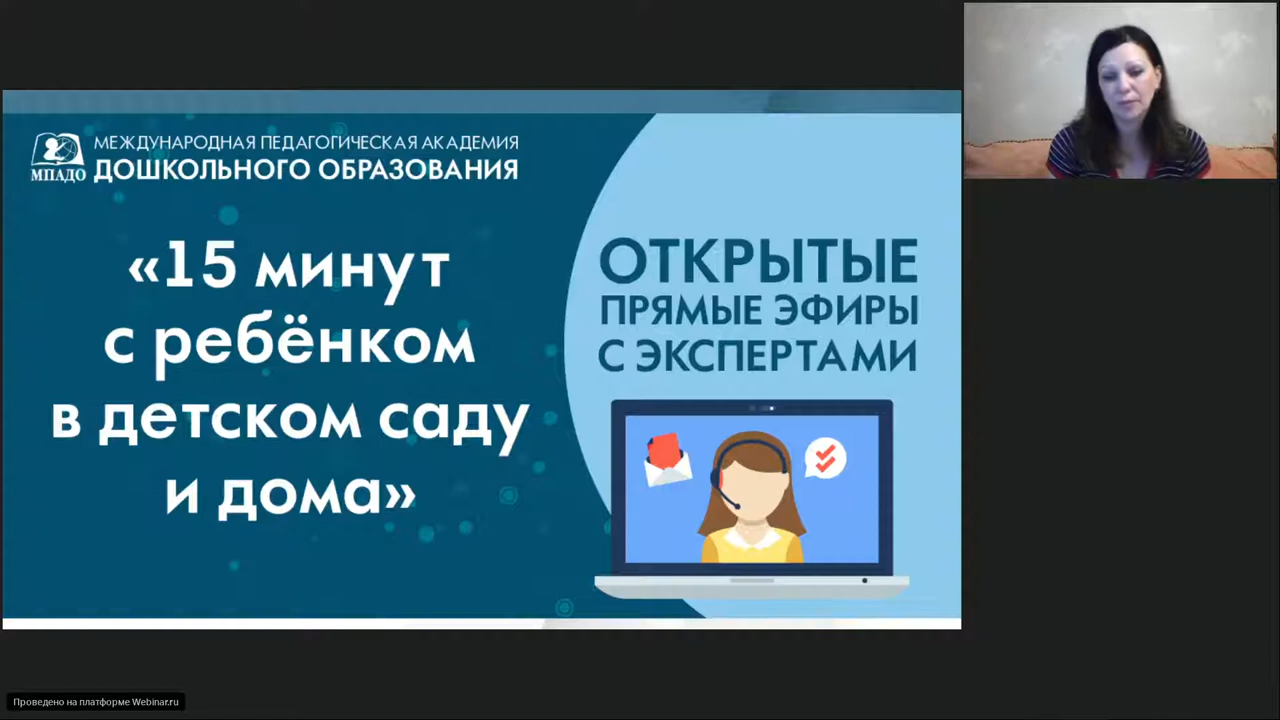 МЕЖДУНАРОДНАЯ ПЕДАГОГИЧЕСКАЯ АКАДЕМИЯ
ДОШКОЛЬНОГО ОБРАЗОВАНИЯ
МПАДО
«15 минут
с ребёнком
в детском саду
и дома»
ОТКРЫТЫЕ
ПРЯМЫЕ ЭФИРЫ
С ЭКСПЕРТАМИ
Проведено на платформе Webinar.ru